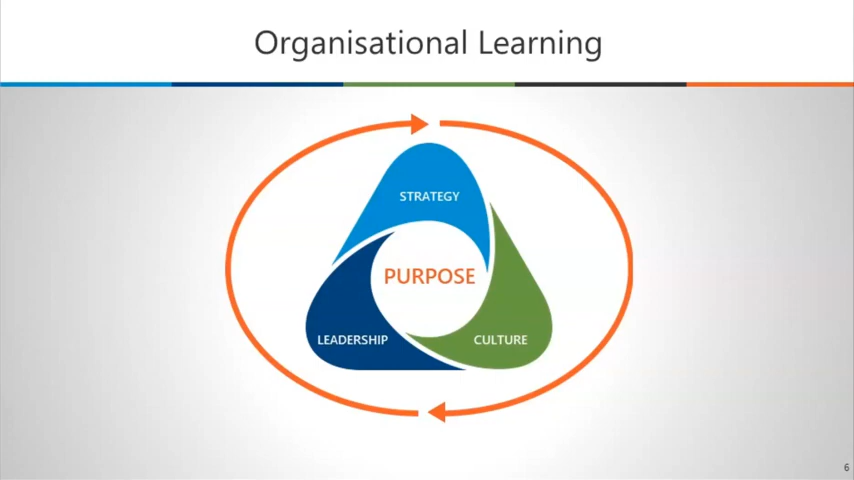 Organisational Learning
STRATEGY
PURPOSE
LEADERSHIP
CULTURE
6